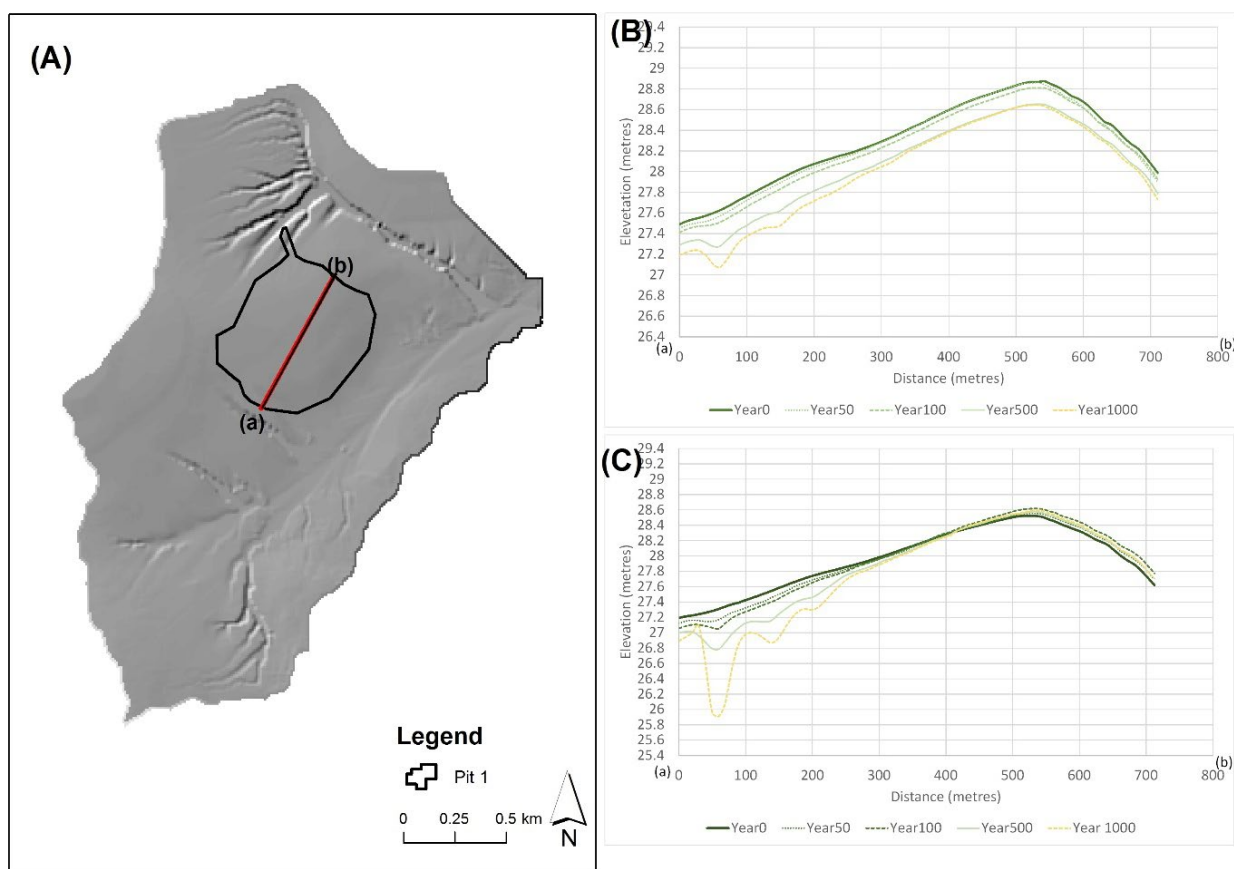 (A)
(b)
(a)
Legend
Pit 1
0 0.25 0.5 km
N
(B)
29.4
29.2
29
28.8
28.6
28.4
28.2
28
27.8
27.6
27.4
27.2
27
26.8
26.6
26.4
Elevetation (metres)
(a)
(b)
0 100 200 300 400 500 600 700 800
Distance (metres)
Year0 Year50 Year100 Year500 Year1000
(C)
29.4
29.2
29
28.8
28.6
28.4
28.2
28
27.8
27.6
27.4
27.2
27
26.8
26.6
26.4
26.2
26
25.8
25.6
25.4
Elevation (metres)
(a)
(b)
0 100 200 300 400 500 600 700 800
Distance (metres)
Year0 Year50 Year100 Year500 Year 1000